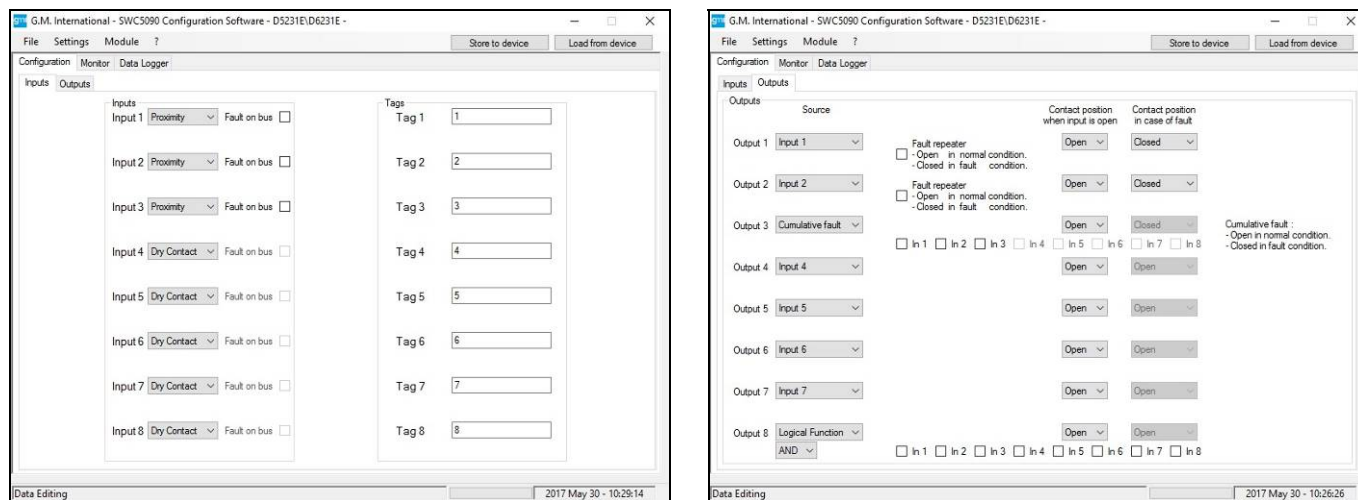 G.M. International - SWC5090 Configuration Software - D5231E\D6231E -
File Settings Module ? Store to device Load from device
Configuration Monitor Data Logger
Inputs Outputs
Inputs Tags
Input 1 Proximity Fault on bus Tag 1 1
Input 2 Proximity Fault on bus Tag 2 2
Input 3 Proximity Fault on bus Tag 3 3
Input 4 Dry Contact Fault on bus Tag 4 4
Input 5 Dry Contact Fault on bus Tag 5 5
Input 6 Dry Contact Fault on bus Tag 6 6
Input 7 Dry Contact Fault on bus Tag 7 7
Input 8 Dry Contact Fault on bus Tag 8 8
Data Editing 2017 May 30 - 10:29:14
G.M. International - SWC5090 Configuration Software - D5231E\D6231E -
File Settings Module ? Store to device Load from device
Configuration Monitor Data Logger
Inputs Outputs
Outputs
Source Contact position when input is open Contact position in case of fault
Output 1 Input 1 Open Closed
Fault repeater
- Open in normal condition.
- Closed in fault condition.
Output 2 Input 2 Open Closed
Fault repeater
- Open in normal condition.
- Closed in fault condition.
Output 3 Cumulative fault Open Closed
Cumulative fault :
- Open in normal condition.
- Closed in fault condition.
In 1 In 2 In 3 In 4 In 5 In 6 In 7 In 8
Output 4 Input 4 Open Open
Output 5 Input 5 Open Open
Output 6 Input 6 Open Open
Output 7 Input 7 Open Open
Output 8 Logical Function Open Open
AND In 1 In 2 In 3 In 4 In 5 In 6 In 7 In 8
Data Editing 2017 May 30 - 10:26:26